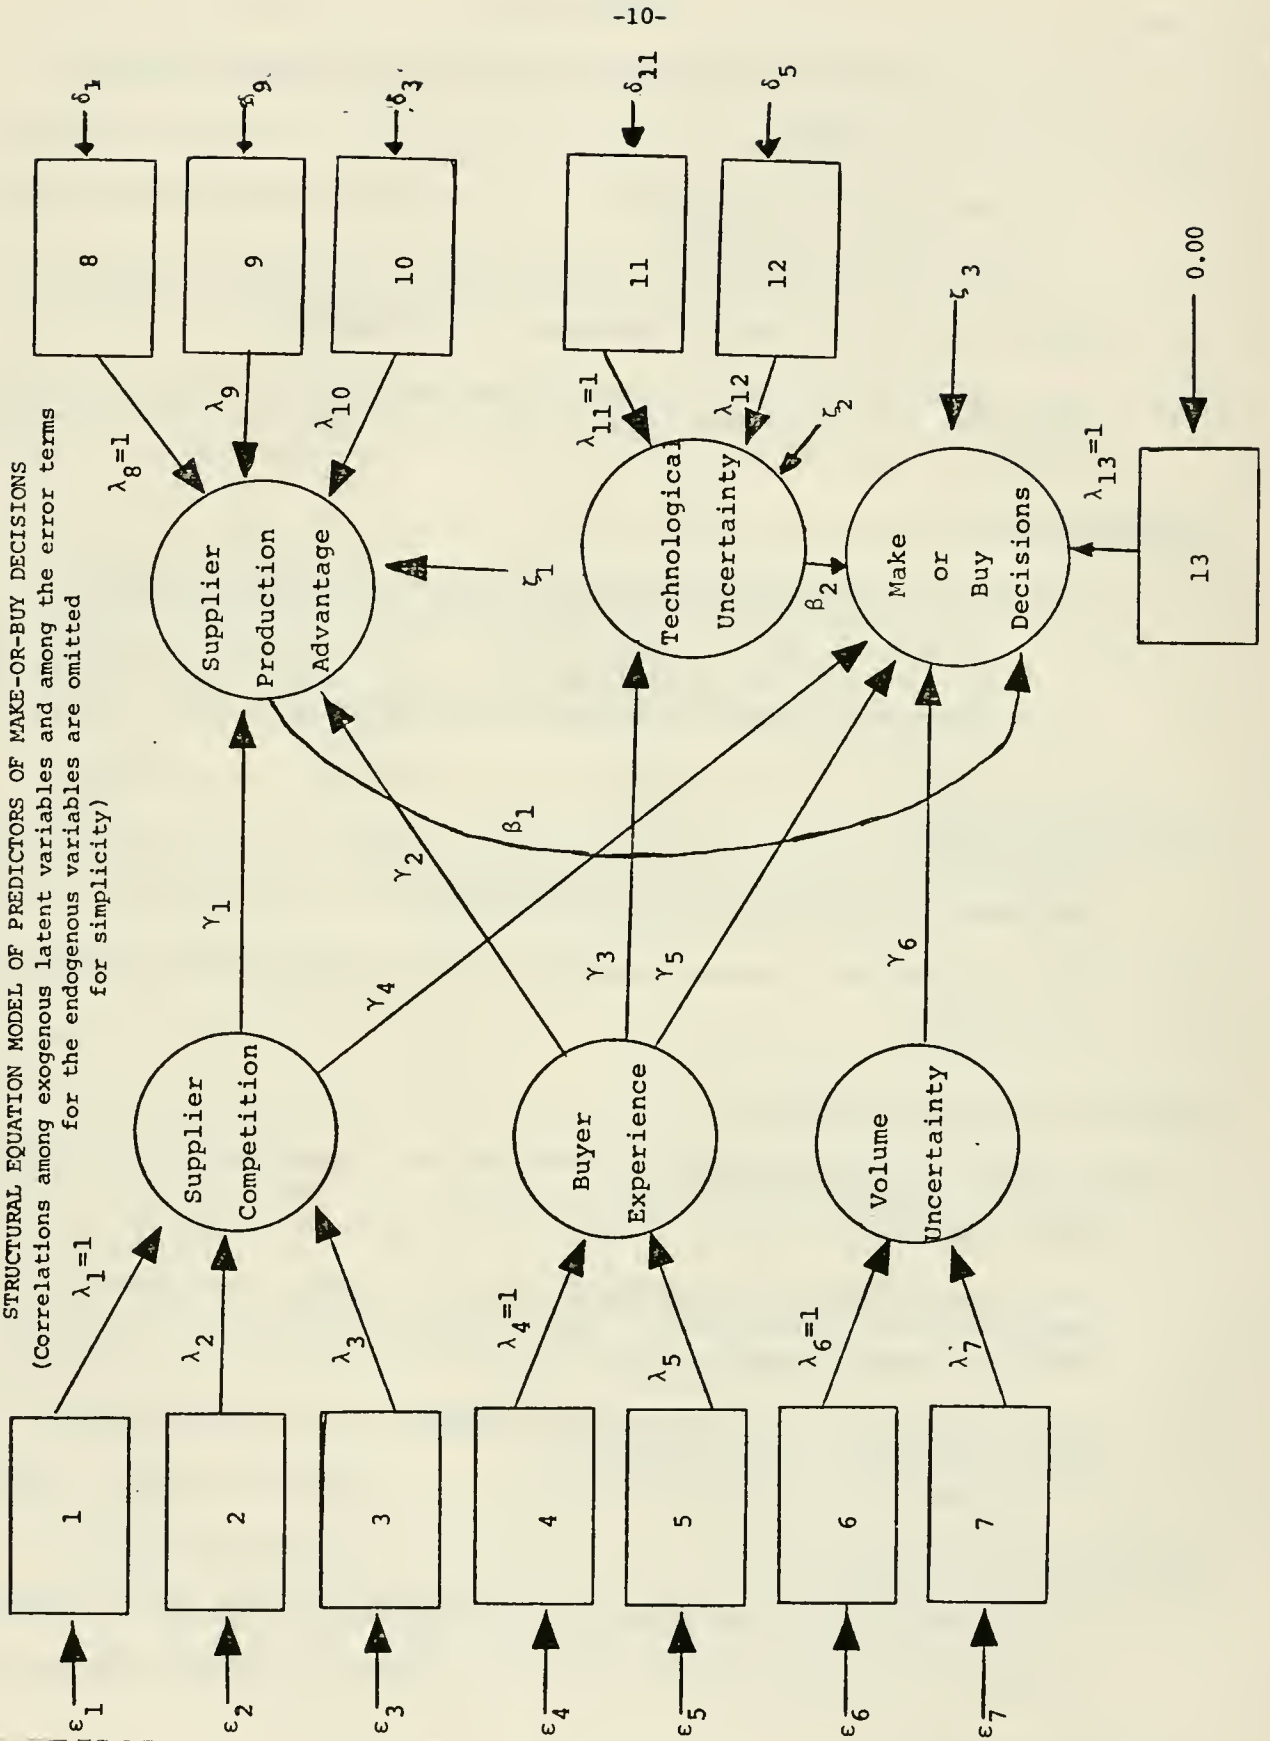 -10-
STRUCTURAL EQUATION MODEL OF PREDICTORS OF MAKE-OR-BUY DECISIONS
(Correlations among exogenous latent variables and among the error terms
for the endogenous variables are omitted
for simplicity)
ε1
1
λ1=1
ε2
2
λ2
ε3
3
λ3
Supplier
Competition
ε4
4
λ4=1
ε5
5
λ5
Buyer
Experience
ε6
6
λ6=1
ε7
7
λ7
Volume
Uncertainty
γ1
γ4
γ2
β1
γ3
γ5
γ6
Supplier
Production
Advantage
ζ1
λ8=1
8
δ1
λ9
9
δ9
λ10
10
δ3
Technological
Uncertainty
λ11=1
11
δ11
λ12
12
δ5
ζ2
β2
Make
or
Buy
Decisions
ζ3
λ13=1
13
0.00